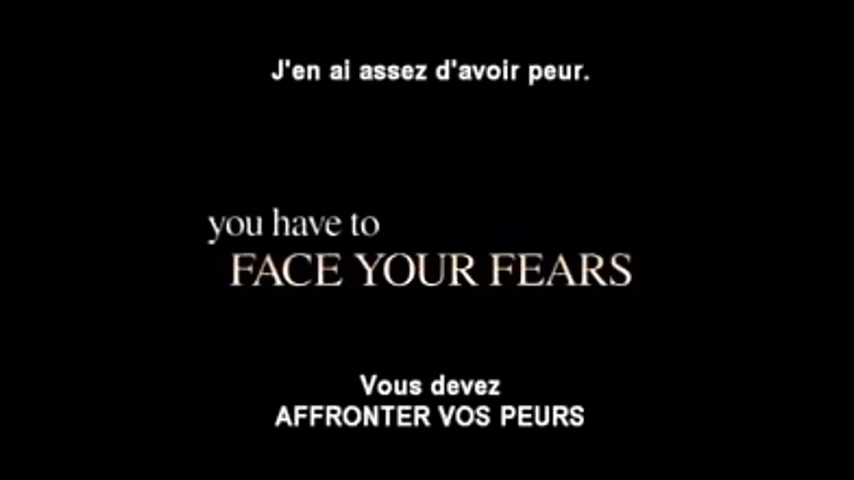 J'en ai assez d'avoir peur.
you have to
FACE YOUR FEARS
Vous devez
AFFRONTER VOS PEURS